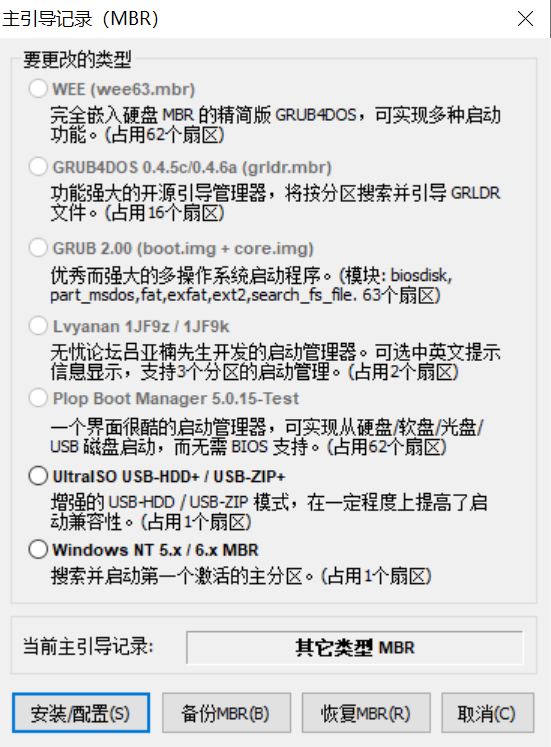 主引导记录（MBR）
要更改的类型
WEE (wee63.mbr)
完全嵌入硬盘 MBR 的精简版 GRUB4DOS，可实现多种启动
功能。(占用62个扇区)
GRUB4DOS 0.4.5c/0.4.6a (grldr.mbr)
功能强大的开源引导管理器，将按分区搜索并引导 GRLDR
文件。(占用16个扇区)
GRUB 2.00 (boot.img + core.img)
优秀而强大的多操作系统启动程序。(模块: biosdisk,
part_msdos,fat,exfat,ext2,search_fs_file. 63个扇区)
Lvyanan 1JF9z / 1JF9k
无忧论坛吕亚楠先生开发的启动管理器。可选中英文提示
信息显示，支持3个分区的启动管理。(占用2个扇区)
Plop Boot Manager 5.0.15-Test
一个界面很酷的启动管理器，可实现从硬盘/软盘/光盘/
USB 磁盘启动，而无需 BIOS 支持。(占用62个扇区)
UltraISO USB-HDD+ / USB-ZIP+
增强的 USB-HDD / USB-ZIP 模式，在一定程度上提高了启
动兼容性。(占用1个扇区)
Windows NT 5.x / 6.x MBR
搜索并启动第一个激活的主分区。(占用1个扇区)
当前主引导记录: 其它类型 MBR
安装/配置(S) 备份MBR(B) 恢复MBR(R) 取消(C)